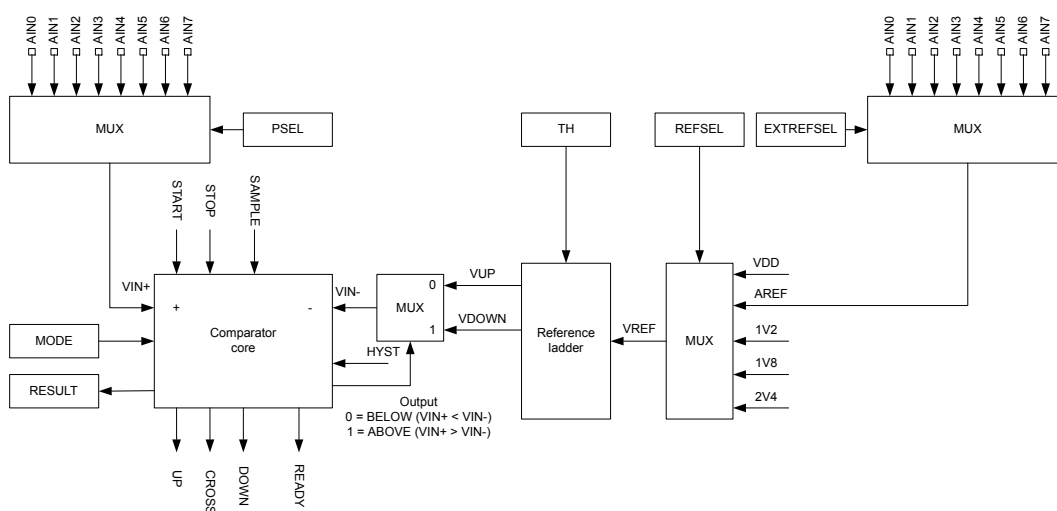 AIN0 AIN1 AIN2 AIN3 AIN4 AIN5 AIN6 AIN7
AIN0 AIN1 AIN2 AIN3 AIN4 AIN5 AIN6 AIN7
MUX
PSEL
TH
REFSEL
EXTREFSEL
MUX
START
STOP
SAMPLE
VIN+
+
-
Comparator
core
VIN-
MUX
0
1
VUP
VDOWN
HYST
Reference
ladder
VREF
MUX
VDD
AREF
1V2
1V8
2V4
MODE
RESULT
Output
0 = BELOW (VIN+ < VIN-)
1 = ABOVE (VIN+ > VIN-)
UP
CROSS
DOWN
READY